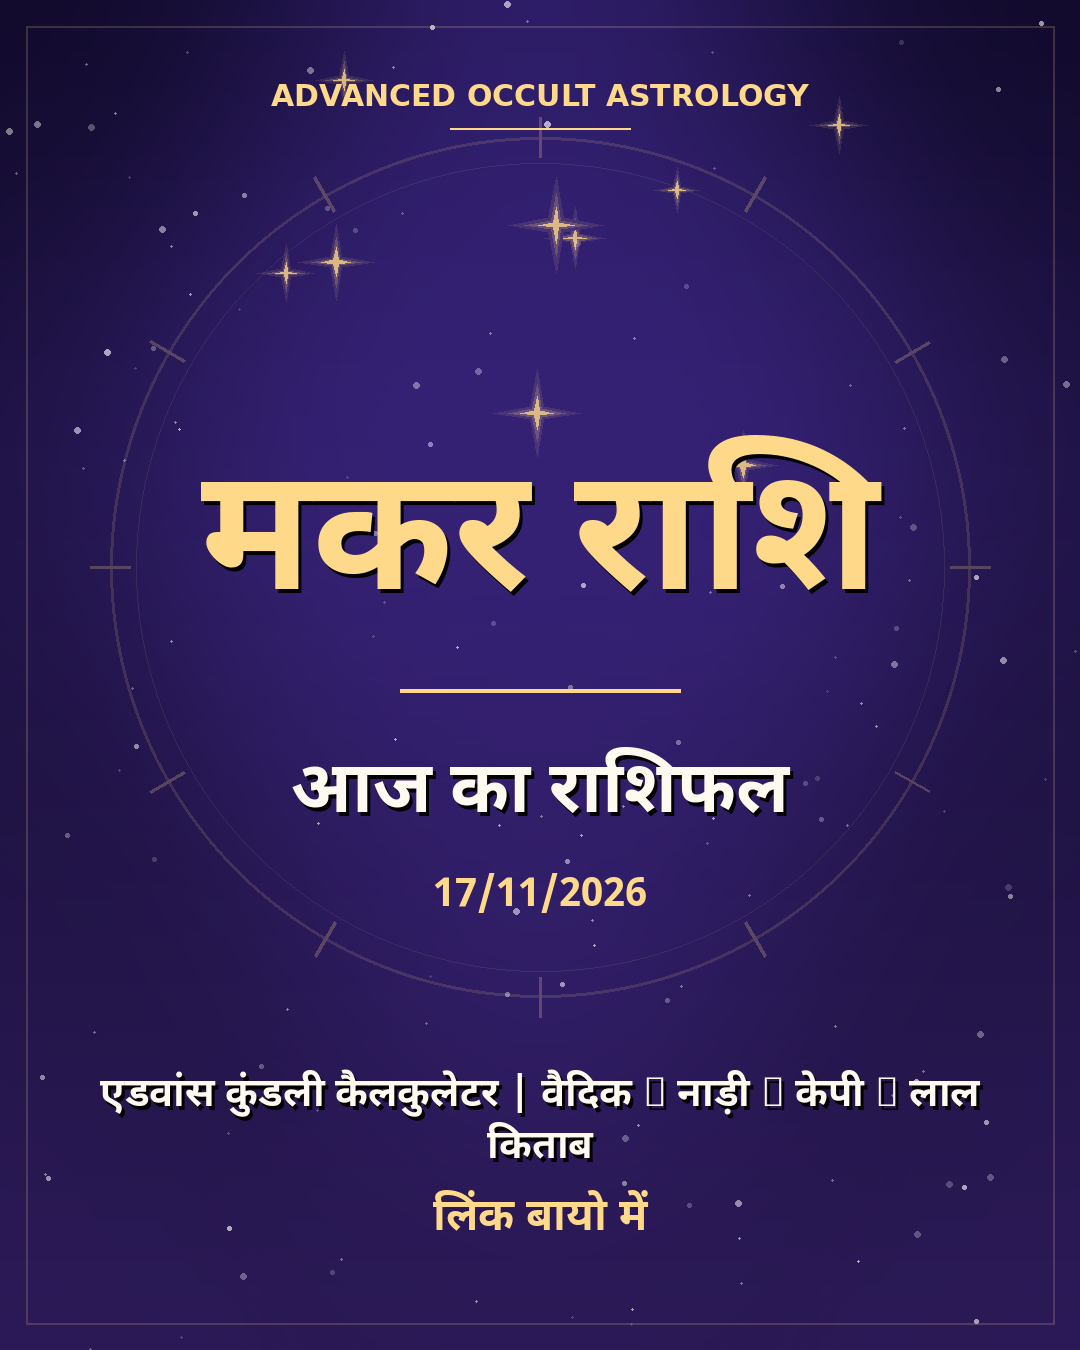 ADVANCED OCCULT ASTROLOGY
मकर राशि
आज का राशिफल
17/11/2026
एडवांस कुंडली कैलकुलेटर | वैदिक ▯ नाड़ी ▯ केपी ▯ लाल
किताब
लिंक बायो में